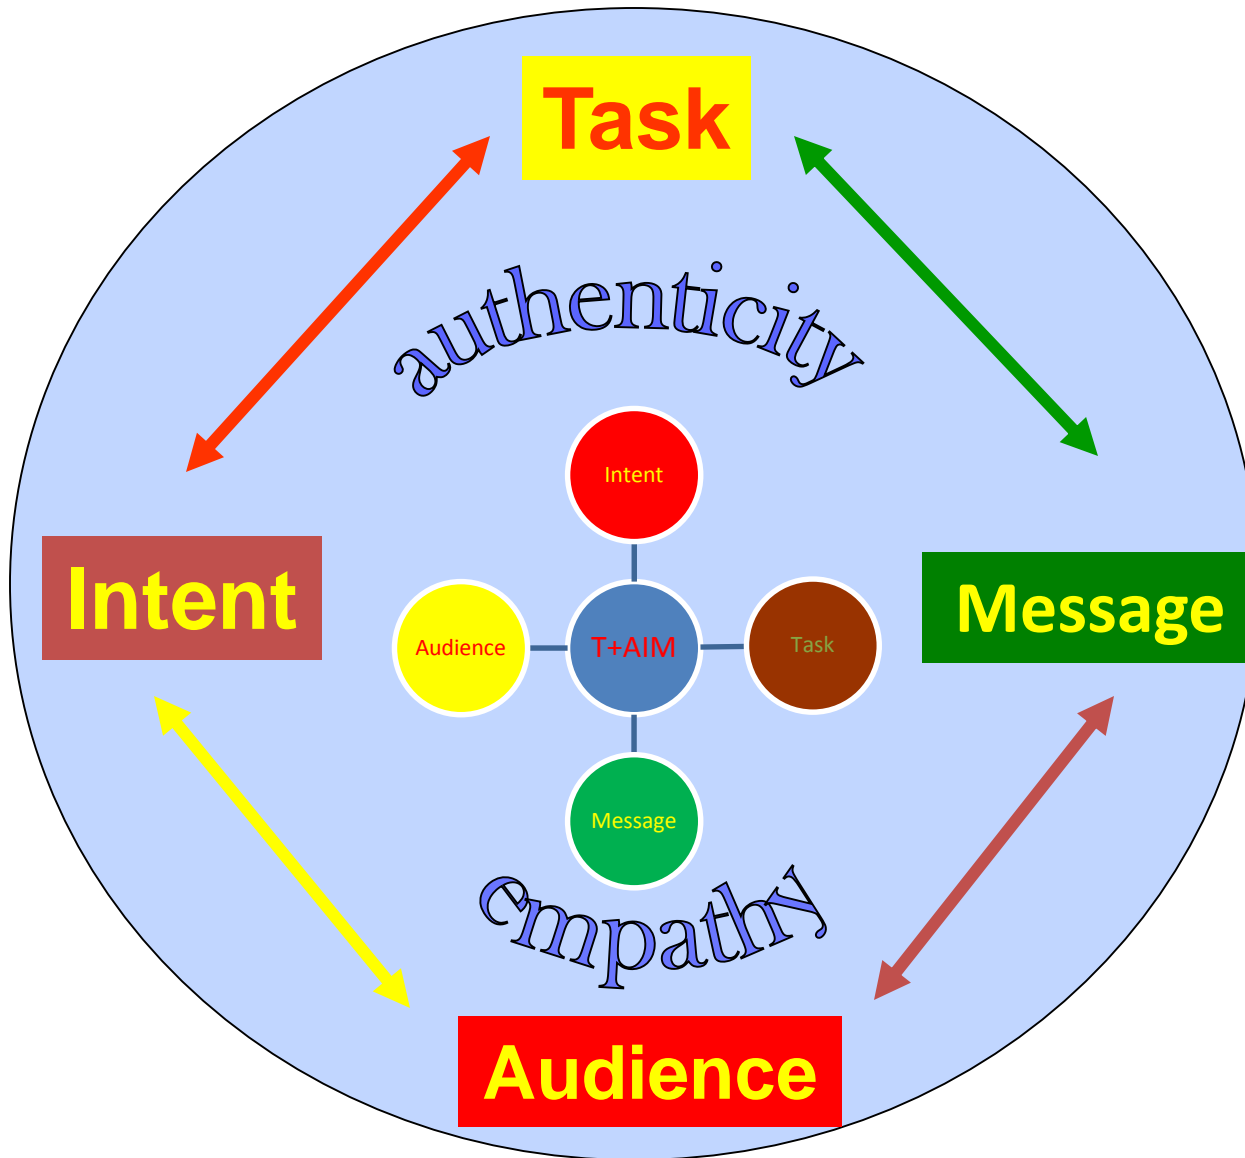 Task
authenticity
Intent
Intent
Message
Audience
T+AIM
Task
Message
empathy
Audience